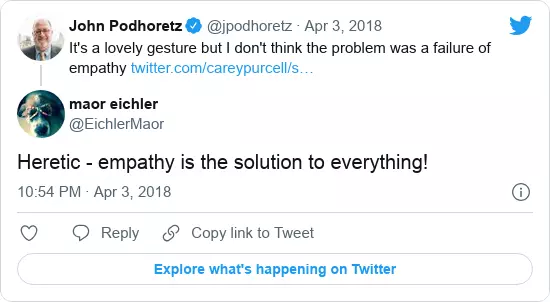 John Podhoretz @jpodhoretz · Apr 3, 2018
It's a lovely gesture but I don't think the problem was a failure of
empathy twitter.com/careypurcell/s…
maor eichler
@EichlerMaor
Heretic - empathy is the solution to everything!
10:54 PM · Apr 3, 2018
Reply
Copy link to Tweet
Explore what's happening on Twitter